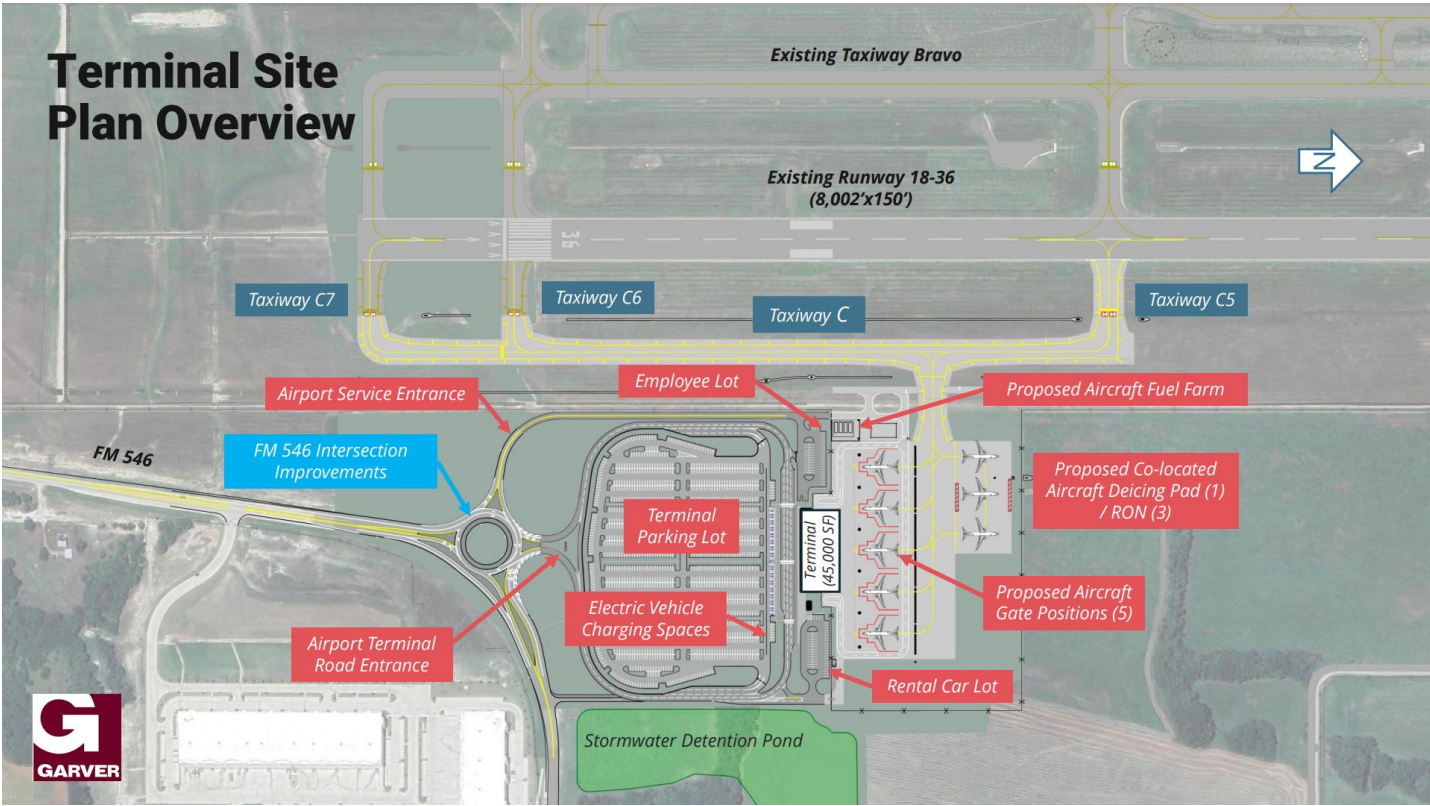 Terminal Site
Plan Overview
Existing Taxiway Bravo
Existing Runway 18-36
(8,002'x150')
N
36
Taxiway C7
Taxiway C6
Taxiway C
Taxiway C5
Airport Service Entrance
Employee Lot
Proposed Aircraft Fuel Farm
FM 546
FM 546 Intersection
Improvements
Proposed Co-located
Aircraft Deicing Pad (1)
/ RON (3)
Terminal
Parking Lot
Terminal
(45,000 SF)
Electric Vehicle
Charging Spaces
Proposed Aircraft
Gate Positions (5)
Airport Terminal
Road Entrance
Rental Car Lot
Stormwater Detention Pond
G
GARVER